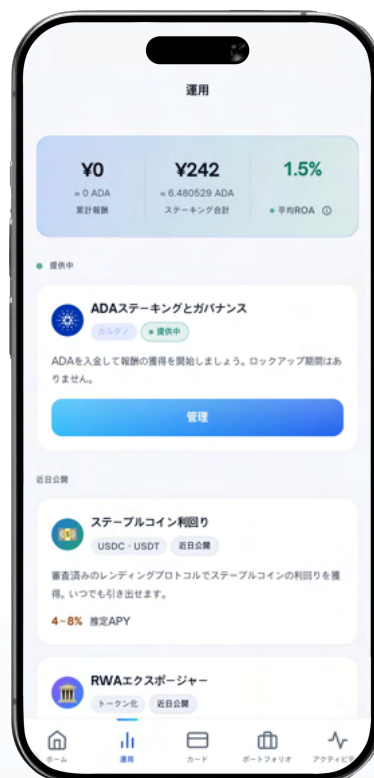 運用
¥0
¥242
1.5%
≈ 0 ADA
≈ 6.480529 ADA
累計報酬
ステーキング合計
平均ROA
提供中
ADAステーキングとガバナンス
カルダノ
提供中
ADAを入金して報酬の獲得を開始しましょう。ロックアップ期間はあ
りません。
管理
近日公開
ステーブルコイン利回り
USDC・USDT
近日公開
審査済みのレンディングプロトコルでステーブルコインの利回りを獲
得。いつでも引き出せます。
4–8% 推定APY
RWAエクスポージャー
トークン化
近日公開
ホーム
運用
カード
ポートフォリオ
アクティビ